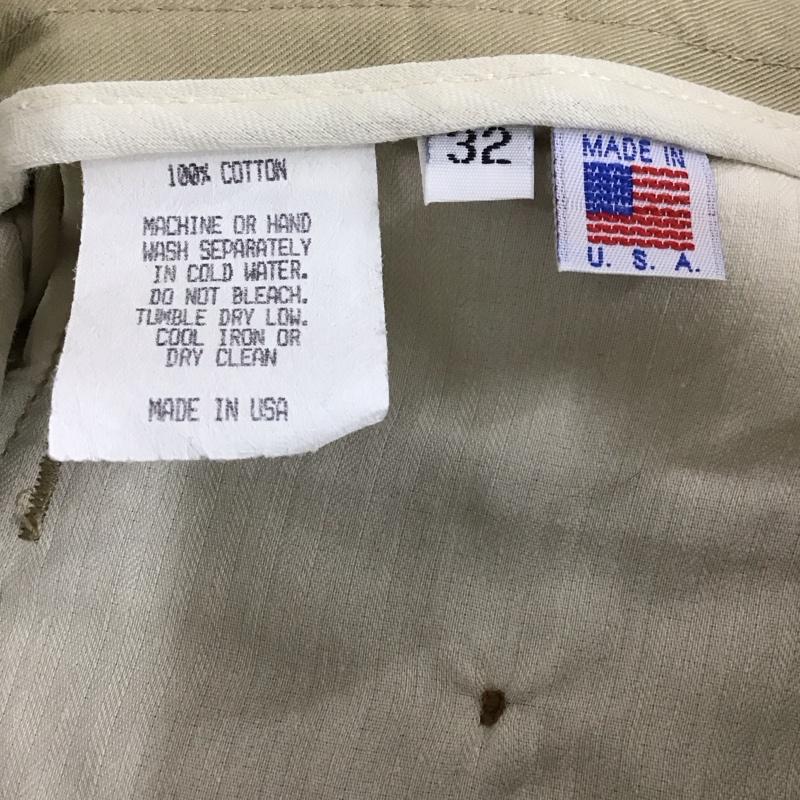 100% COTTON
MACHINE OR HAND
WASH SEPARATELY
IN COLD WATER.
DO NOT BLEACH.
TUMBLE DRY LOW.
COOL IRON OR
DRY CLEAN
MADE IN USA
32
MADE IN
U. S. A.